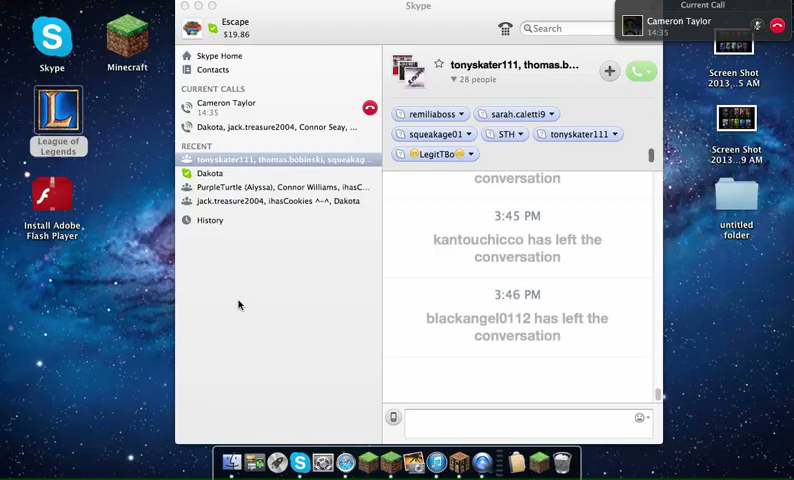 Skype
Current Call
Cameron Taylor
14:35
Escape
$19.86
Search
Skype
Minecraft
League of
Legends
Install Adobe
Flash Player
Skype Home
Contacts
CURRENT CALLS
Cameron Taylor
14:35
Dakota, jack.treasure2004, Connor Seay, ...
RECENT
tonyskater111, thomas.bobinski, squeakag...
Dakota
PurpleTurtle (Alyssa), Connor Williams, ihasC...
jack.treasure2004, ihasCookies ^~^, Dakota
History
tonyskater111, thomas.b...
28 people
remiliaboss
sarah.caletti9
squeakage01
STH
tonyskater111
LegitTBo
conversation
3:45 PM
kantouchicco has left the
conversation
3:46 PM
blackangel0112 has left the
conversation
Screen Shot
2013...5 AM
Screen Shot
2013...9 AM
untitled
folder